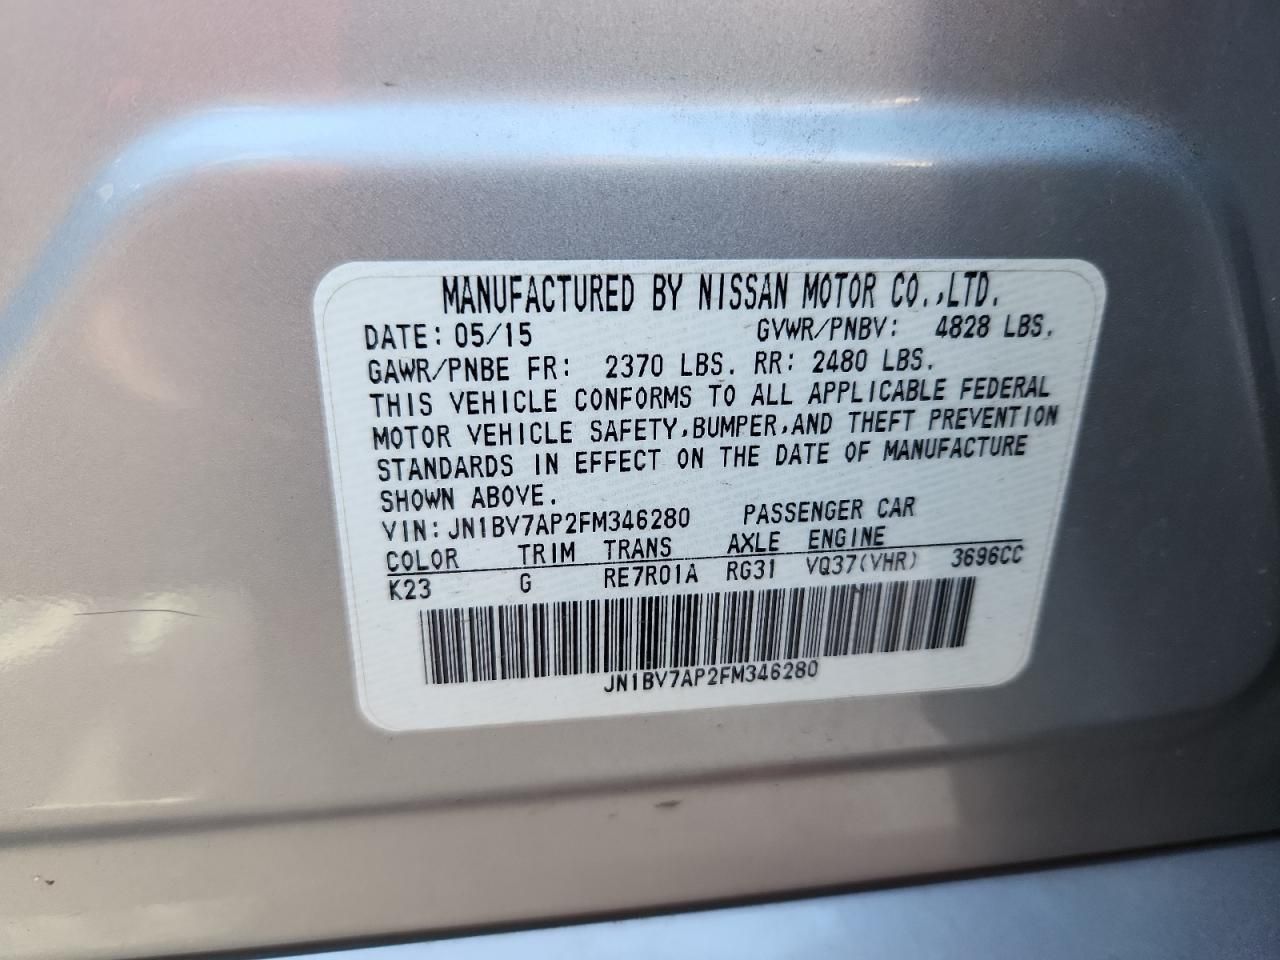 MANUFACTURED BY NISSAN MOTOR CO.,LTD.
DATE: 05/15 GVWR/PNBV: 4828 LBS.
GAWR/PNBE FR: 2370 LBS. RR: 2480 LBS.
THIS VEHICLE CONFORMS TO ALL APPLICABLE FEDERAL
MOTOR VEHICLE SAFETY,BUMPER,AND THEFT PREVENTION
STANDARDS IN EFFECT ON THE DATE OF MANUFACTURE
SHOWN ABOVE.
VIN: JN1BV7AP2FM346280 PASSENGER CAR
COLOR TRIM TRANS AXLE ENGINE
K23 G RE7R01A RG31 VQ37(VHR) 3696CC
JN1BV7AP2FM346280